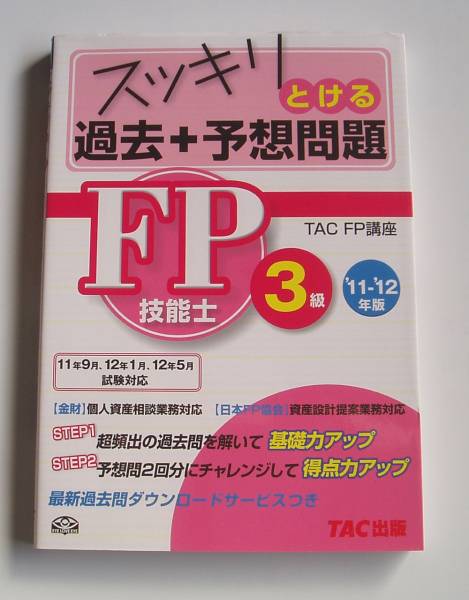 スッキリ
とける
過去+予想問題
TAC FP講座
FP
技能士
3級
'11-'12
年版
11年9月、12年1月、12年5月
試験対応
【金財】個人資産相談業務対応 【日本FP協会】資産設計提案業務対応
STEP1 超頻出の過去問を解いて 基礎力アップ
STEP2 予想問2回分にチャレンジして 得点力アップ
最新過去問ダウンロードサービスつき
TAC出版